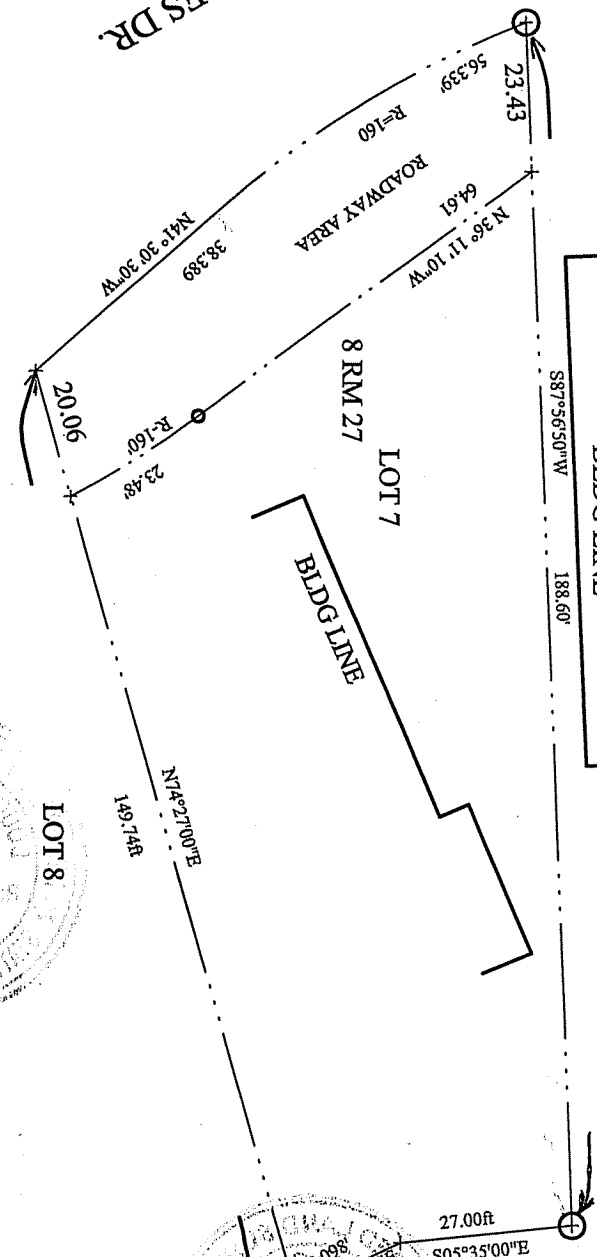 ES DR.
56.339'
23.43
R=160
ROADWAY AREA
64.61
N 36° 11' 10"W
N41° 30' 30"W
38.389
20.06
R-160'
23.48'
8 RM 27
LOT 7
S87°56'50"W
188.60'
BLDG LINE
BLDG LINE
N74°27'00"E
149.74ft
LOT 8
27.00ft
S05°35'00"E